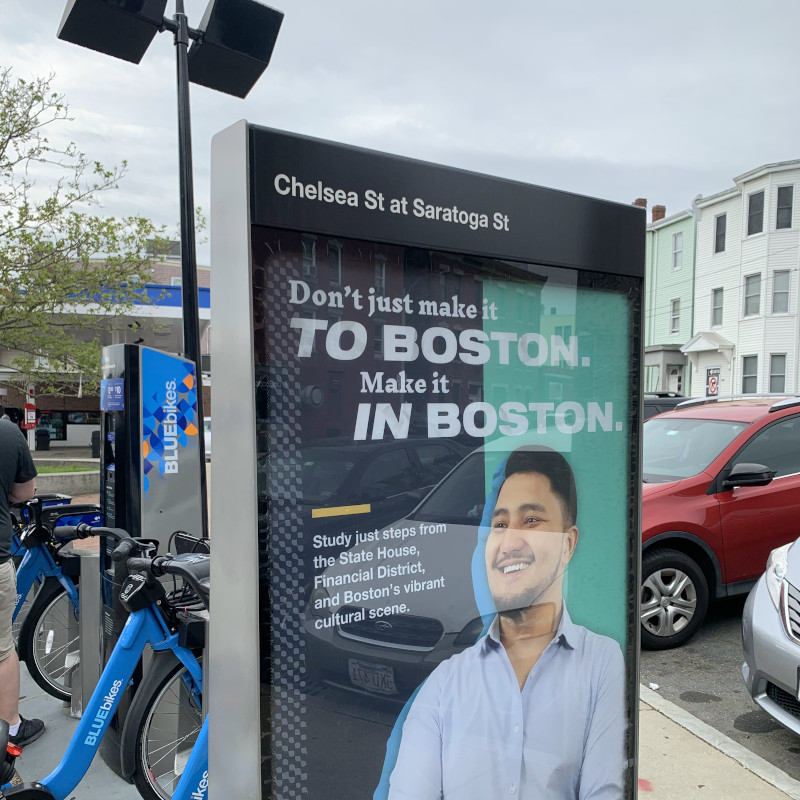 Chelsea St at Saratoga St
Don't just make it
TO BOSTON.
Make it
IN BOSTON.
Study just steps from
the State House,
Financial District,
and Boston's vibrant
cultural scene.
BLUEbikes.
BLUEbikes
bikes